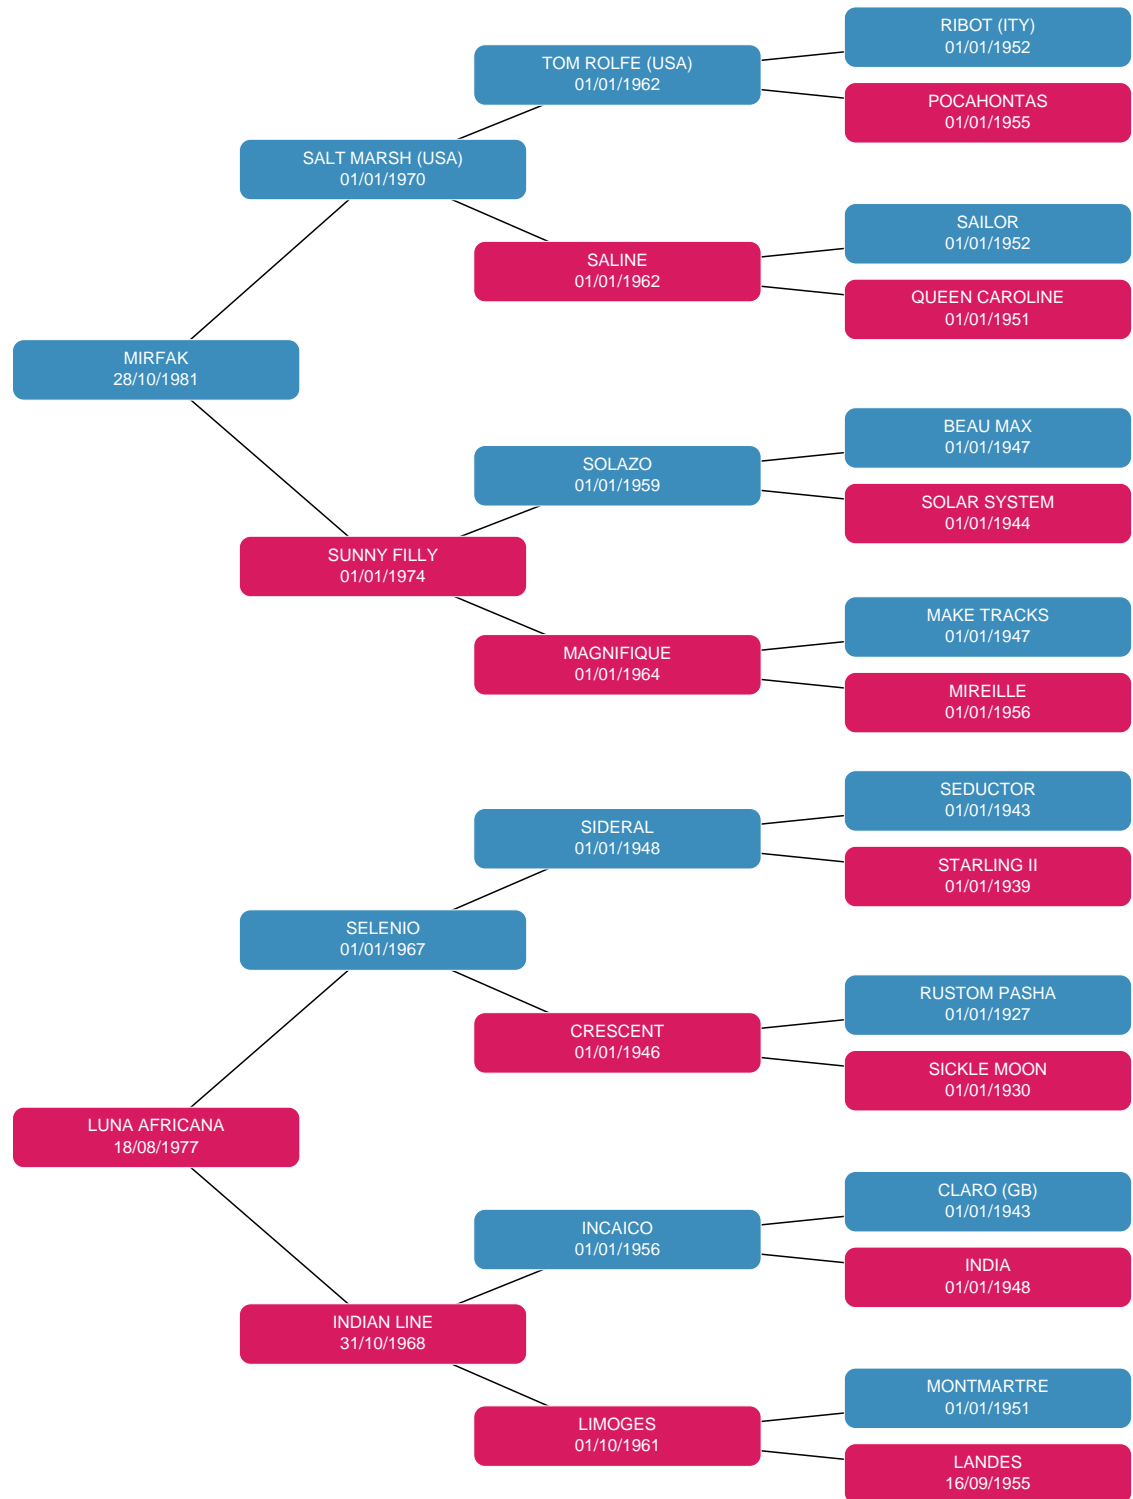 RIBOT (ITY)
01/01/1952
TOM ROLFE (USA)
01/01/1962
POCAHONTAS
01/01/1955
SALT MARSH (USA)
01/01/1970
SAILOR
01/01/1952
SALINE
01/01/1962
QUEEN CAROLINE
01/01/1951
MIRFAK
28/10/1981
BEAU MAX
01/01/1947
SOLAZO
01/01/1959
SOLAR SYSTEM
01/01/1944
SUNNY FILLY
01/01/1974
MAKE TRACKS
01/01/1947
MAGNIFIQUE
01/01/1964
MIREILLE
01/01/1956
SEDUCTOR
01/01/1943
SIDERAL
01/01/1948
STARLING II
01/01/1939
SELENIO
01/01/1967
RUSTOM PASHA
01/01/1927
CRESCENT
01/01/1946
SICKLE MOON
01/01/1930
LUNA AFRICANA
18/08/1977
CLARO (GB)
01/01/1943
INCAICO
01/01/1956
INDIA
01/01/1948
INDIAN LINE
31/10/1968
MONTMARTRE
01/01/1951
LIMOGES
01/10/1961
LANDES
16/09/1955